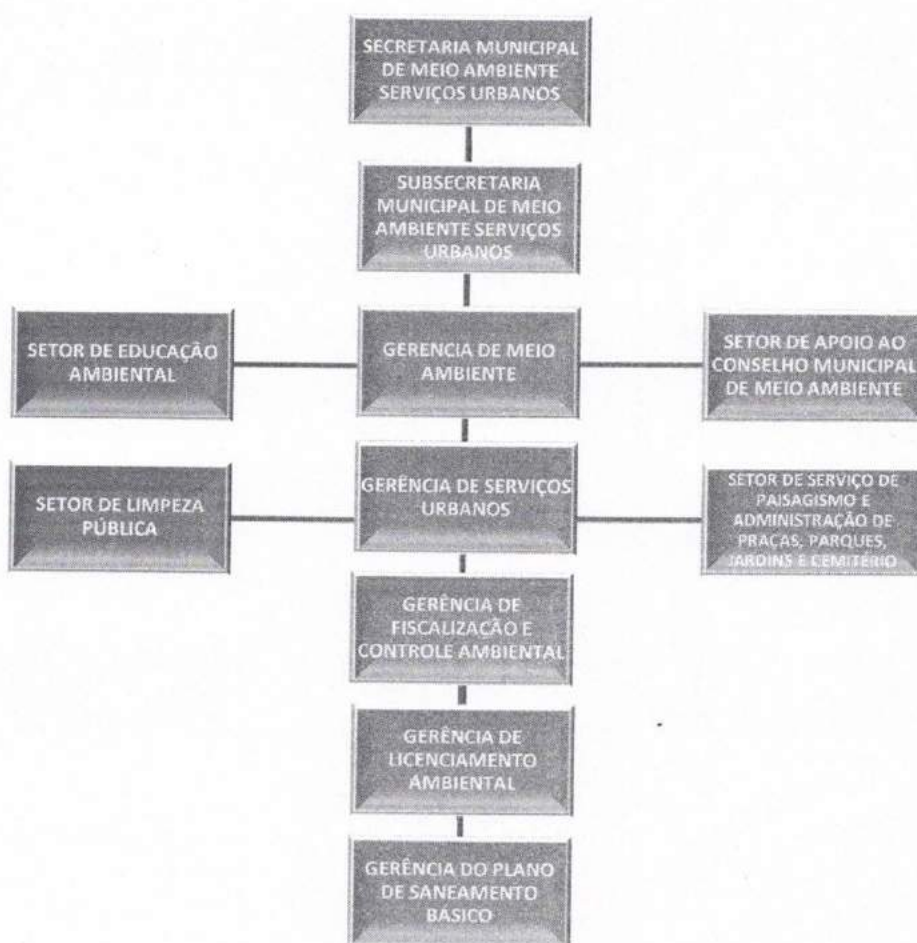 SECRETARIA MUNICIPAL
DE MEIO AMBIENTE
SERVIÇOS URBANOS
SUBSECRETARIA
MUNICIPAL DE MEIO
AMBIENTE SERVIÇOS
URBANOS
SETOR DE EDUCAÇÃO
AMBIENTAL
GERENCIA DE MEIO
AMBIENTE
SETOR DE APOIO AO
CONSELHO MUNICIPAL
DE MEIO AMBIENTE
SETOR DE LIMPEZA
PÚBLICA
GERÊNCIA DE SERVIÇOS
URBANOS
SETOR DE SERVIÇO DE
PAISAGISMO E
ADMINISTRAÇÃO DE
PRAÇAS, PARQUES,
JARDINS E CEMITÉRIO
GERÊNCIA DE
FISCALIZAÇÃO E
CONTROLE AMBIENTAL
GERÊNCIA DE
LICENCIAMENTO
AMBIENTAL
GERÊNCIA DO PLANO
DE SANEAMENTO
BÁSICO